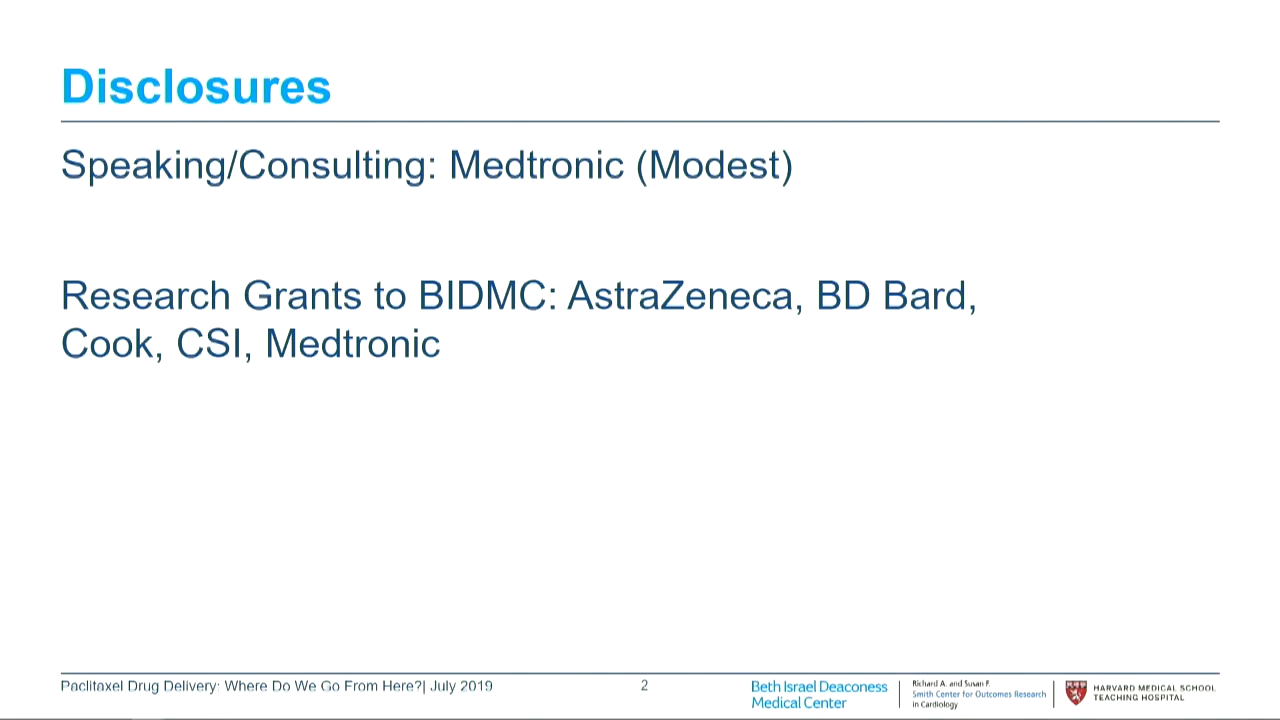 Disclosures
Speaking/Consulting: Medtronic (Modest)
Research Grants to BIDMC: AstraZeneca, BD Bard,
Cook, CSI, Medtronic
Paclitaxel Drug Delivery: Where Do We Go From Here?| July 2019
2
Beth Israel Deaconess
Medical Center
Richard A. and Susan F.
Smith Center for Outcomes Research
in Cardiology
HARVARD MEDICAL SCHOOL
TEACHING HOSPITAL